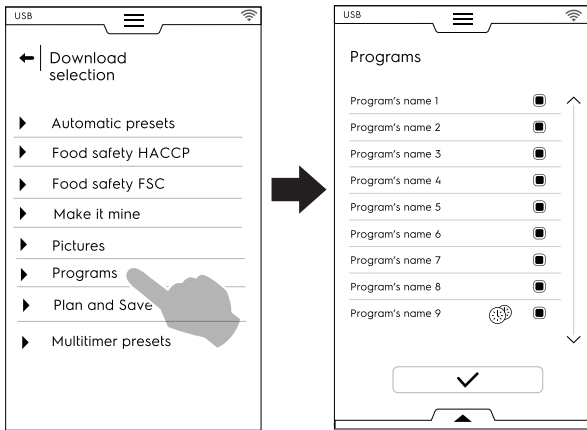 USB
Download
selection
Automatic presets
Food safety HACCP
Food safety FSC
Make it mine
Pictures
Programs
Plan and Save
Multitimer presets
USB
Programs
Program's name 1
Program's name 2
Program's name 3
Program's name 4
Program's name 5
Program's name 6
Program's name 7
Program's name 8
Program's name 9